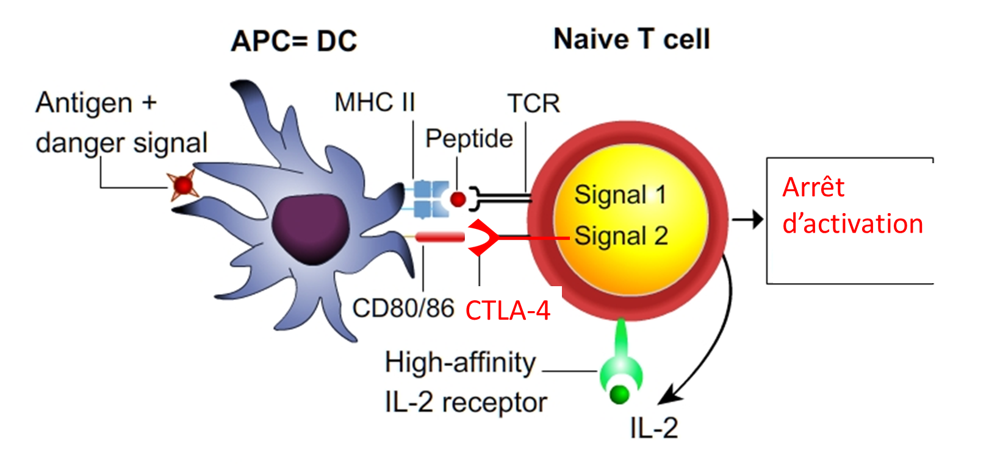 APC= DC
Naive T cell
Antigen +
danger signal
MHC II
Peptide
TCR
Signal 1
Signal 2
Arrêt
d’activation
CD80/86
CTLA-4
High-affinity
IL-2 receptor
IL-2